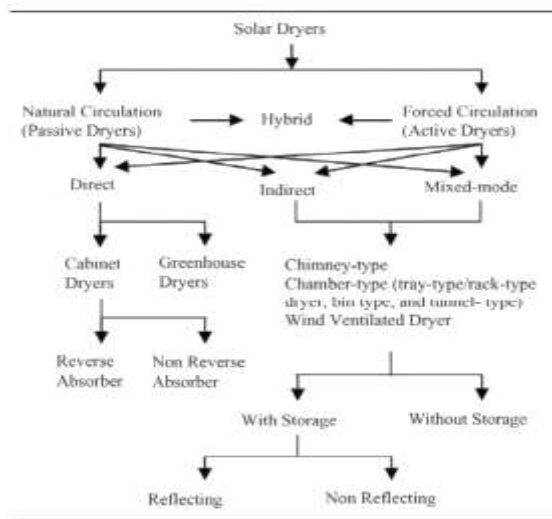 Solar Dryers
Natural Circulation
(Passive Dryers)
Hybrid
Forced Circulation
(Active Dryers)
Direct
Indirect
Mixed-mode
Cabinet
Dryers
Greenhouse
Dryers
Chimney-type
Chamber-type (tray-type/rack-type
dryer, bin type, and tunnel- type)
Wind Ventilated Dryer
Reverse
Absorber
Non Reverse
Absorber
With Storage
Without Storage
Reflecting
Non Reflecting